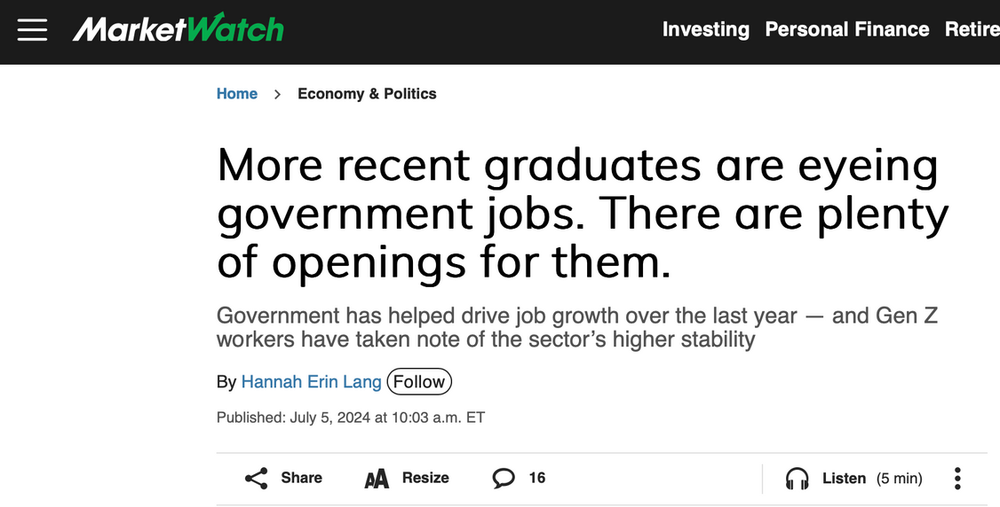 MarketWatch
Investing Personal Finance Retire
Home > Economy & Politics
More recent graduates are eyeing
government jobs. There are plenty
of openings for them.
Government has helped drive job growth over the last year — and Gen Z
workers have taken note of the sector's higher stability
By Hannah Erin Lang Follow
Published: July 5, 2024 at 10:03 a.m. ET
Share AA Resize 16 Listen (5 min)